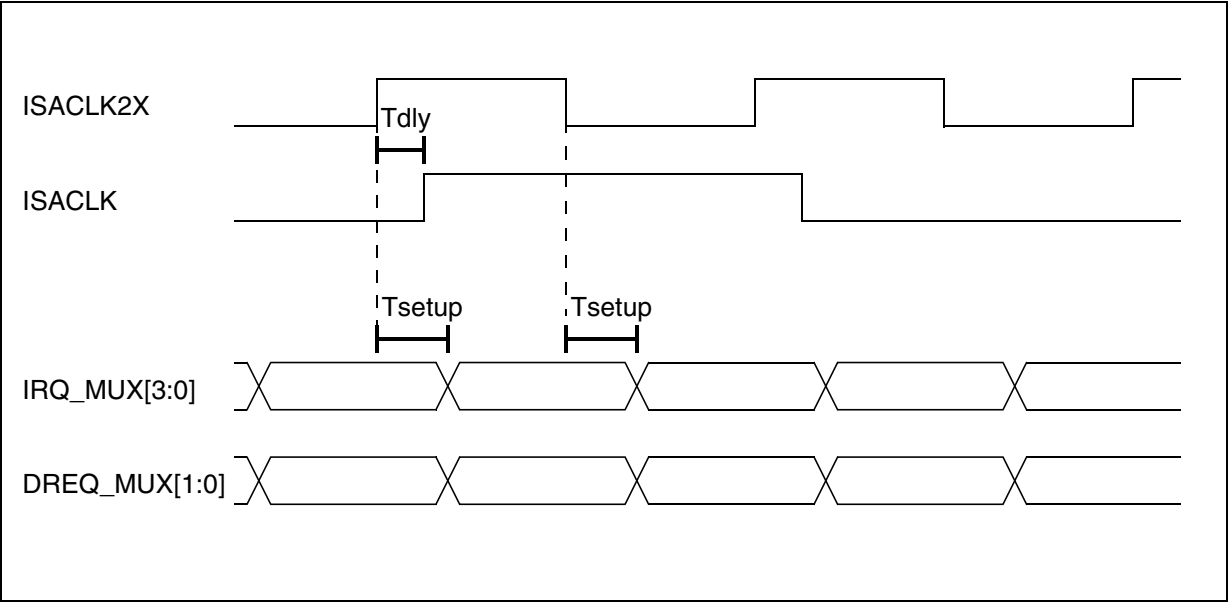 ISACLK2X
Tdly
ISACLK
Tsetup Tsetup
IRQ_MUX[3:0]
DREQ_MUX[1:0]